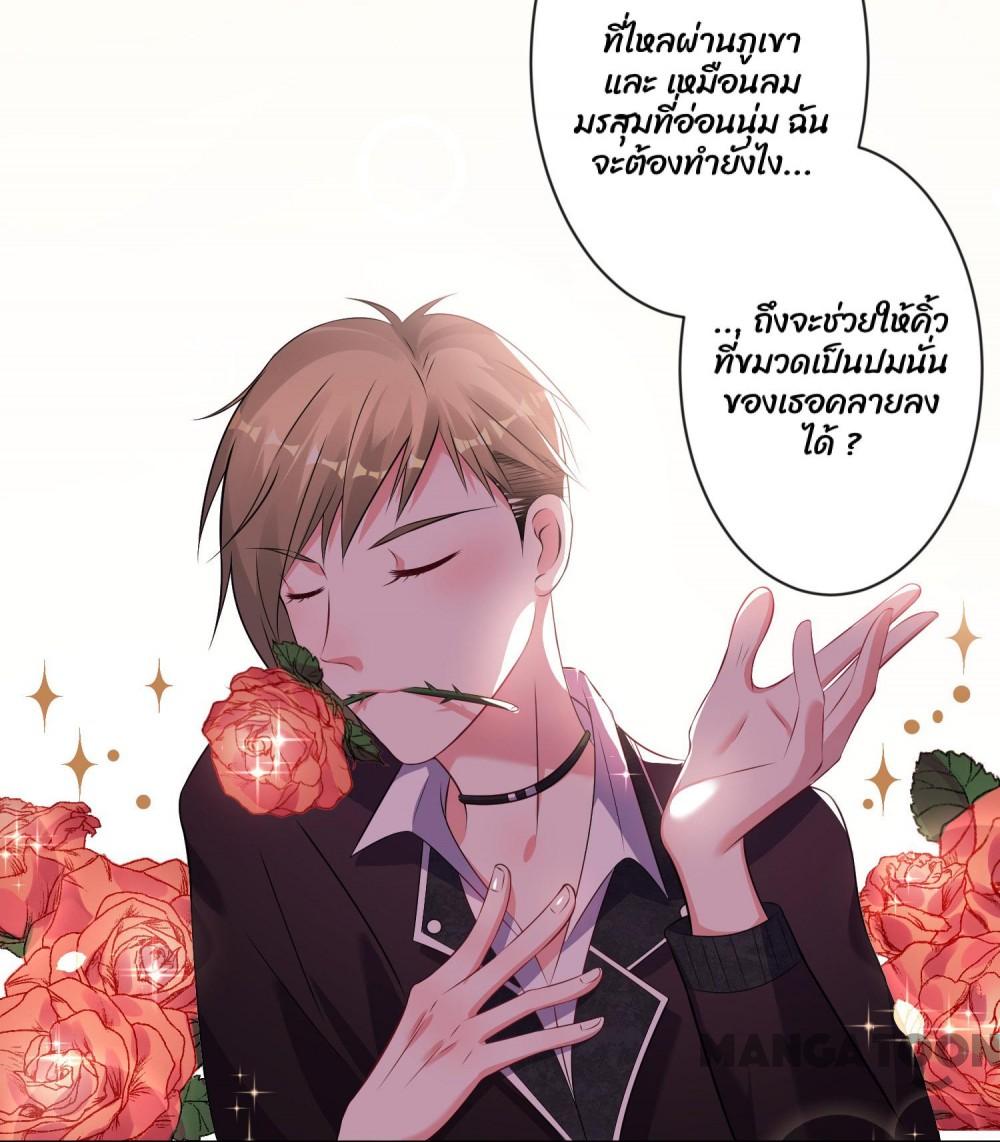 ที่ไหลผ่านภูเขา
และ เหมือนลม
มรสุมที่อ่อนนุ่ม ฉัน
จะต้องทำยังไง...
..., ถึงจะช่วยให้คิ้ว
ที่ขมวดเป็นปมนั่น
ของเธอคลายลง
ได้ ?
MANGATOON